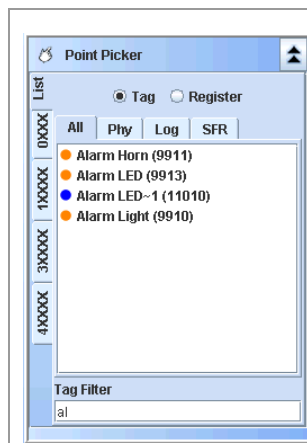 Point Picker
List
0XXX
1XXXX
3XXXX
4XXXX
Tag Register
All Phy Log SFR
Alarm Horn (9911)
Alarm LED (9913)
Alarm LED~1 (11010)
Alarm Light (9910)
Tag Filter
al